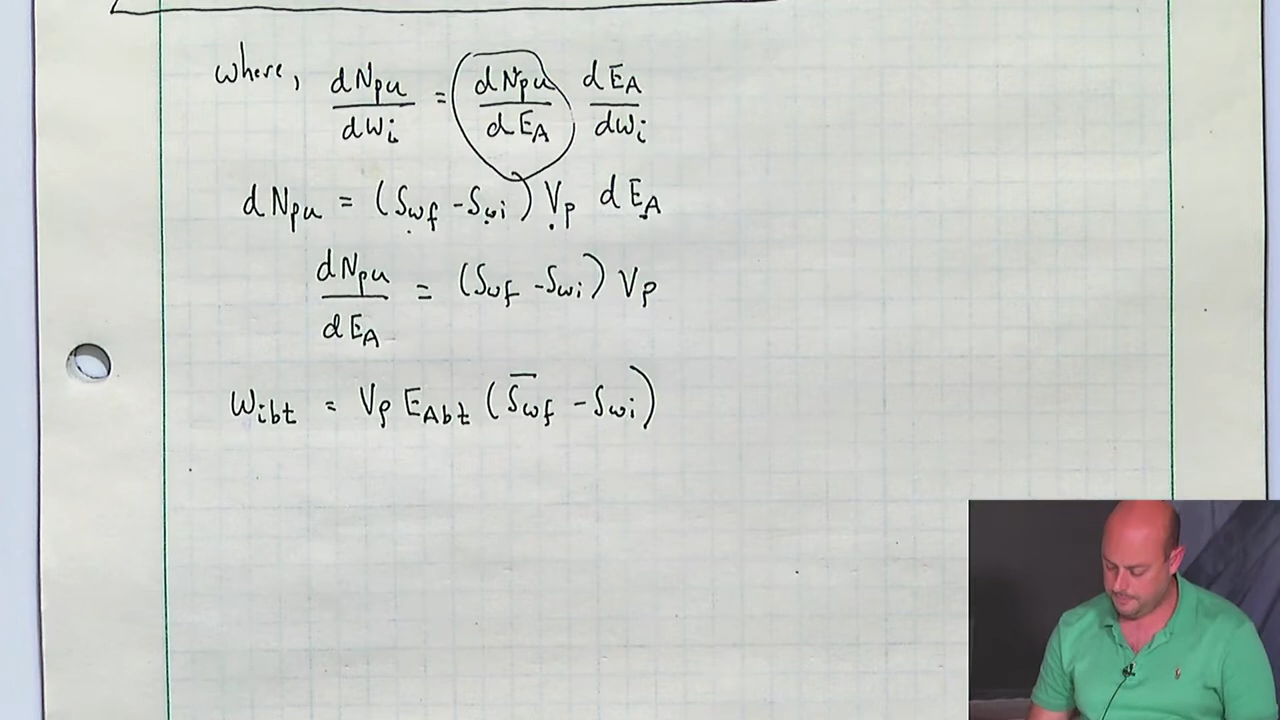 where, dNpu/dWi = dNpu/dEA dEA/dWi
dNpu = (Swf - Swi) Vp dEA
dNpu/dEA = (Swf - Swi) Vp
Wibt = Vp EAbt (S̅wf - Swi)